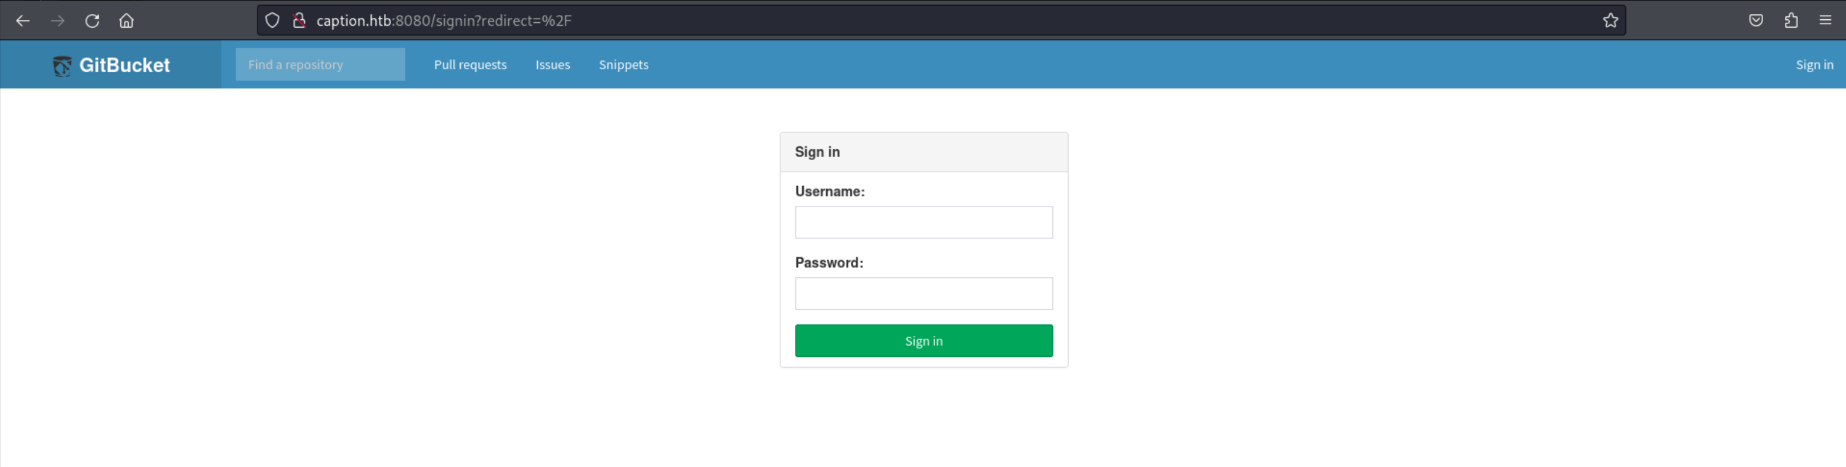 caption.htb:8080/signin?redirect=%2F
GitBucket Find a repository Pull requests Issues Snippets Sign in
Sign in
Username:
Password:
Sign in